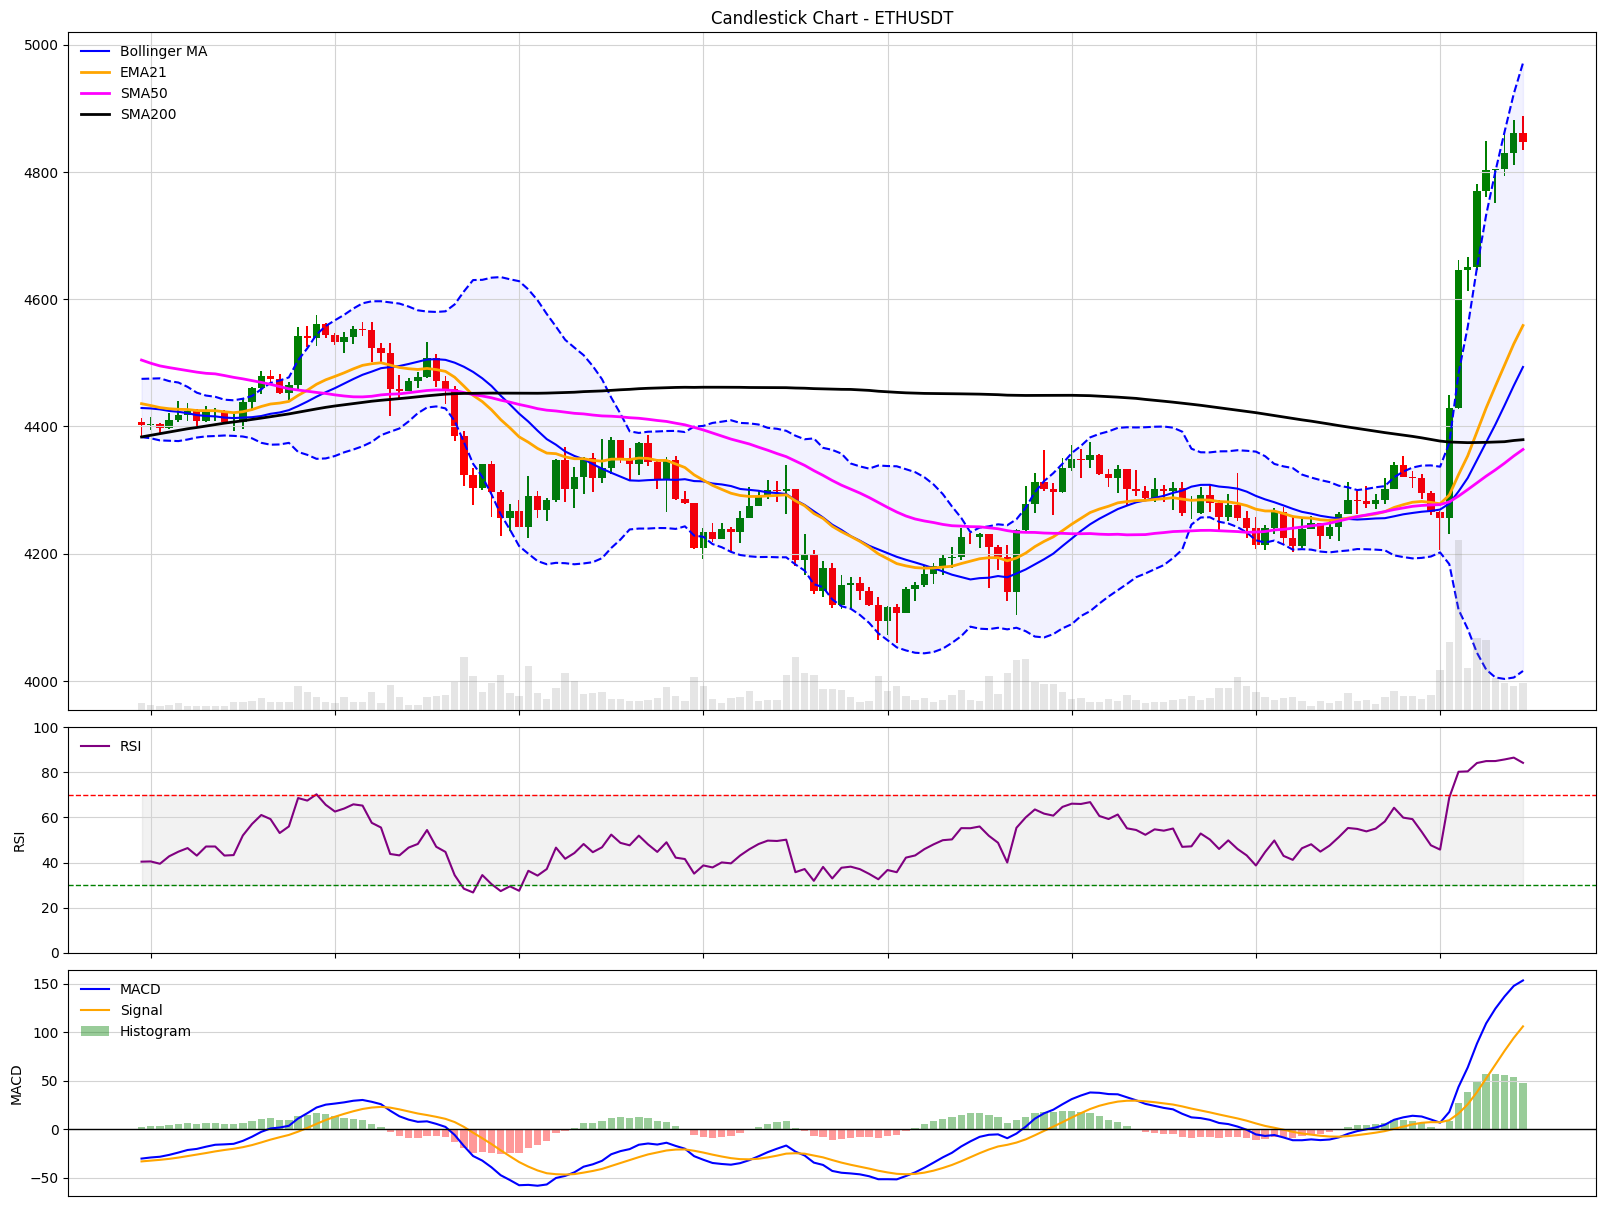 Candlestick Chart - ETHUSDT
5000
4800
4600
4400
4200
4000
Bollinger MA
EMA21
SMA50
SMA200
100
80
60
40
20
0
RSI
RSI
150
100
50
0
−50
MACD
MACD
Signal
Histogram